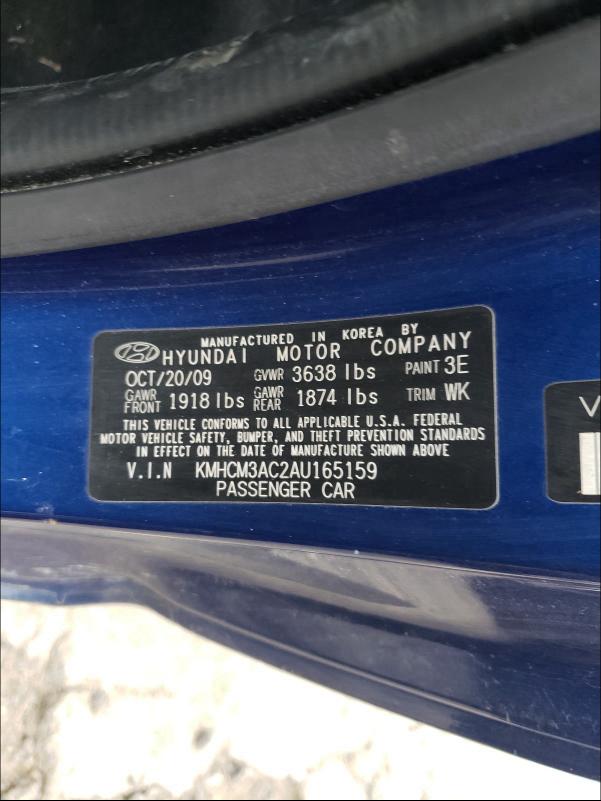 MANUFACTURED IN KOREA BY
HYUNDAI MOTOR COMPANY
OCT/20/09 GVWR 3638 lbs PAINT 3E
GAWR FRONT 1918 lbs GAWR REAR 1874 lbs TRIM WK
THIS VEHICLE CONFORMS TO ALL APPLICABLE U.S.A. FEDERAL
MOTOR VEHICLE SAFETY, BUMPER, AND THEFT PREVENTION STANDARDS
IN EFFECT ON THE DATE OF MANUFACTURE SHOWN ABOVE
V.I.N KMHCM3AC2AU165159
PASSENGER CAR
V